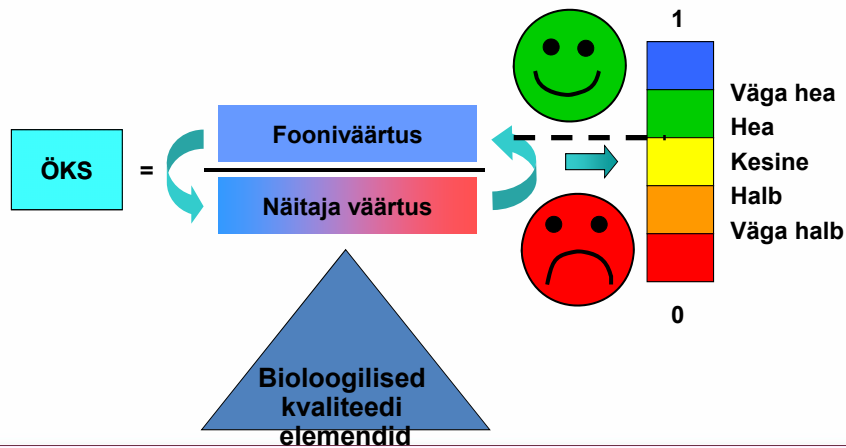 1
Väga hea
Hea
Kesine
Halb
Väga halb
0
ÖKS
=
Fooniväärtus
Näitaja väärtus
Bioloogilised
kvaliteedi
elemendid